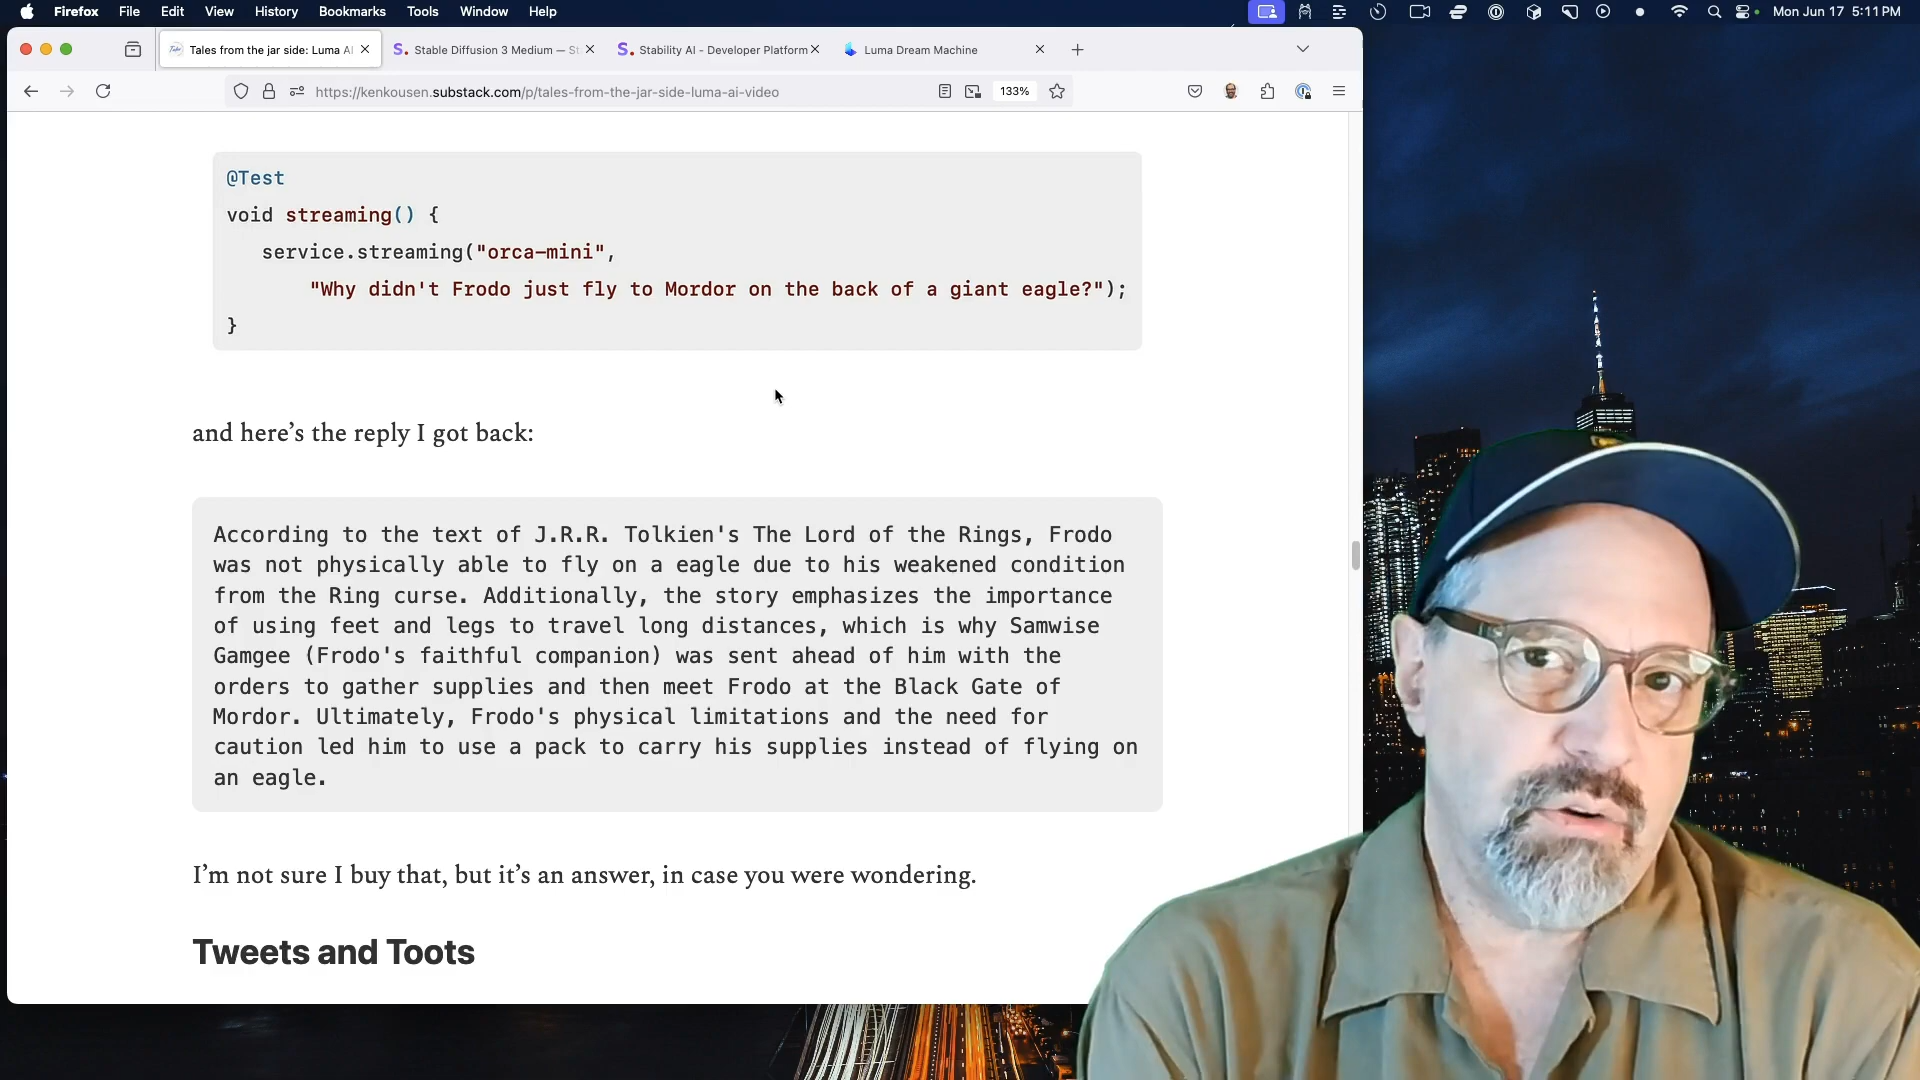 Firefox File Edit View History Bookmarks Tools Window Help Mon Jun 17 5:11 PM
Tales from the jar side: Luma AI Stable Diffusion 3 Medium — St Stability AI - Developer Platform Luma Dream Machine
https://kenkousen.substack.com/p/tales-from-the-jar-side-luma-ai-video 133%
@Test
void streaming() {
service.streaming("orca-mini",
"Why didn't Frodo just fly to Mordor on the back of a giant eagle?");
}
and here's the reply I got back:
According to the text of J.R.R. Tolkien's The Lord of the Rings, Frodo
was not physically able to fly on a eagle due to his weakened condition
from the Ring curse. Additionally, the story emphasizes the importance
of using feet and legs to travel long distances, which is why Samwise
Gamgee (Frodo's faithful companion) was sent ahead of him with the
orders to gather supplies and then meet Frodo at the Black Gate of
Mordor. Ultimately, Frodo's physical limitations and the need for
caution led him to use a pack to carry his supplies instead of flying on
an eagle.
I'm not sure I buy that, but it's an answer, in case you were wondering.
Tweets and Toots